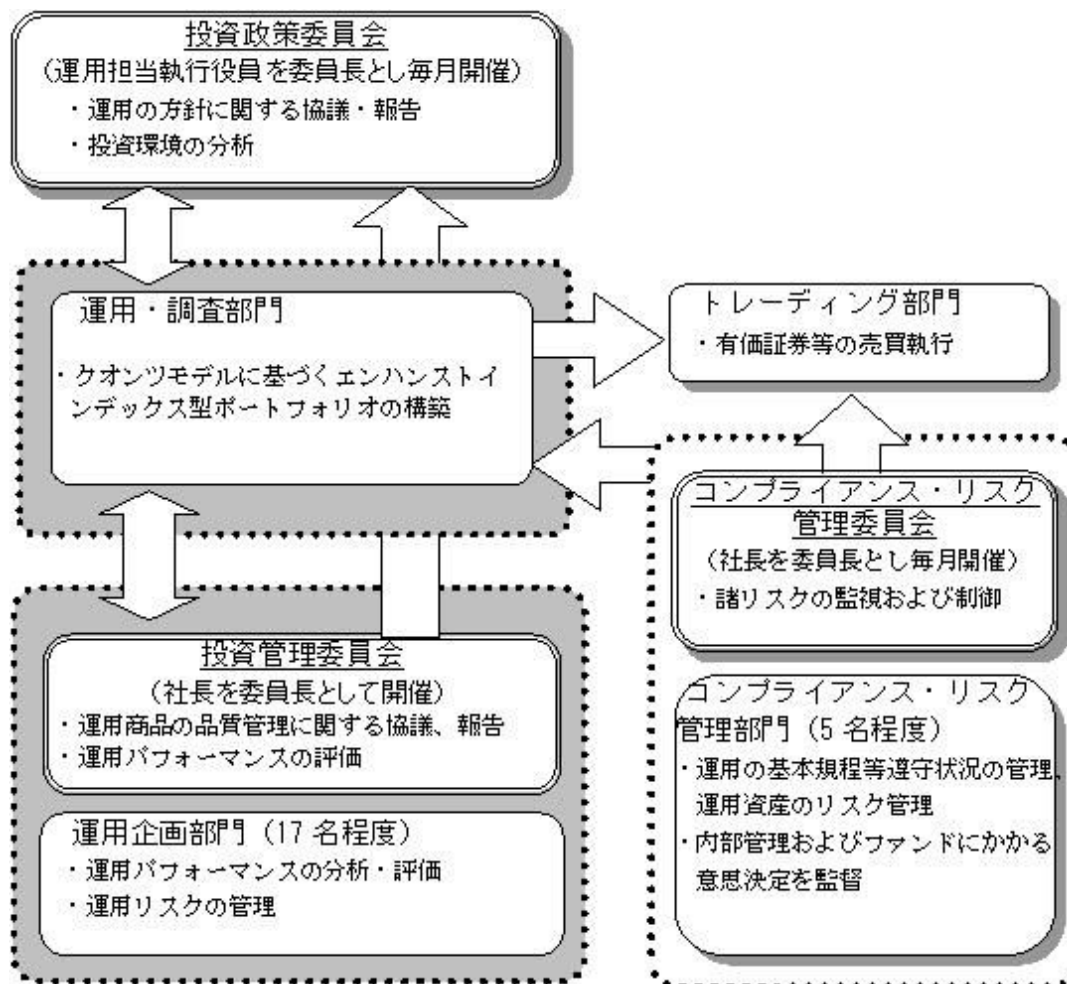 投資政策委員会
(運用担当執行役員を委員長とし毎月開催)
・運用の方針に関する協議・報告
・投資環境の分析
運用・調査部門
・クオンツモデルに基づくエンハンストイ
ンデックス型ポートフォリオの構築
トレーディング部門
・有価証券等の売買執行
コンプライアンス・リスク
管理委員会
(社長を委員長とし毎月開催)
・諸リスクの監視および制御
投資管理委員会
(社長を委員長として開催)
・運用商品の品質管理に関する協議、報告
・運用パフォーマンスの評価
運用企画部門(17名程度)
・運用パフォーマンスの分析・評価
・運用リスクの管理
コンプライアンス・リスク
管理部門(5名程度)
・運用の基本規程等遵守状況の管理、
運用資産のリスク管理
・内部管理およびファンドにかかる
意思決定を監督